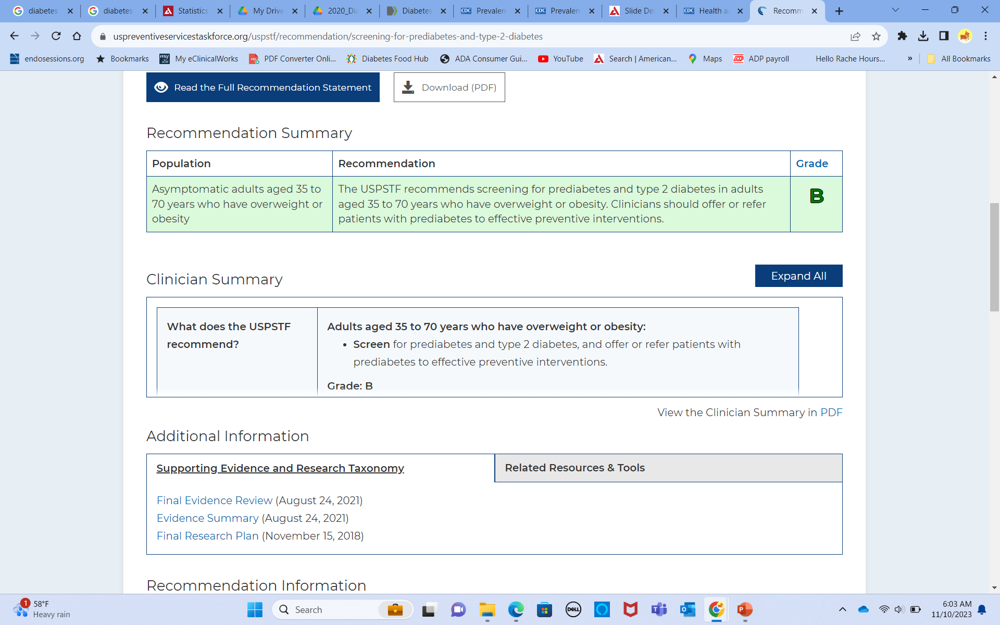 diabetes
diabetes
Statistics
My Drive
2020_Dia
Diabetes
CDC Prevalen
CDC Prevalen
Slide De
CDC Health a
Recomm
uspreventiveservicestaskforce.org/uspstf/recommendation/screening-for-prediabetes-and-type-2-diabetes
endosessions.org
Bookmarks
My eClinicalWorks
PDF Converter Onli...
Diabetes Food Hub
ADA Consumer Gui...
YouTube
Search | American...
Maps
ADP payroll
Hello Rache Hours...
»
All Bookmarks
Read the Full Recommendation Statement
Download (PDF)
Recommendation Summary
Population
Recommendation
Grade
Asymptomatic adults aged 35 to
70 years who have overweight or
obesity
The USPSTF recommends screening for prediabetes and type 2 diabetes in adults
aged 35 to 70 years who have overweight or obesity. Clinicians should offer or refer
patients with prediabetes to effective preventive interventions.
B
Clinician Summary
Expand All
What does the USPSTF
recommend?
Adults aged 35 to 70 years who have overweight or obesity:
• Screen for prediabetes and type 2 diabetes, and offer or refer patients with
prediabetes to effective preventive interventions.
Grade: B
View the Clinician Summary in PDF
Additional Information
Supporting Evidence and Research Taxonomy
Related Resources & Tools
Final Evidence Review (August 24, 2021)
Evidence Summary (August 24, 2021)
Final Research Plan (November 15, 2018)
Recommendation Information
1
58°F
Heavy rain
Search
DELL
6:03 AM
11/10/2023